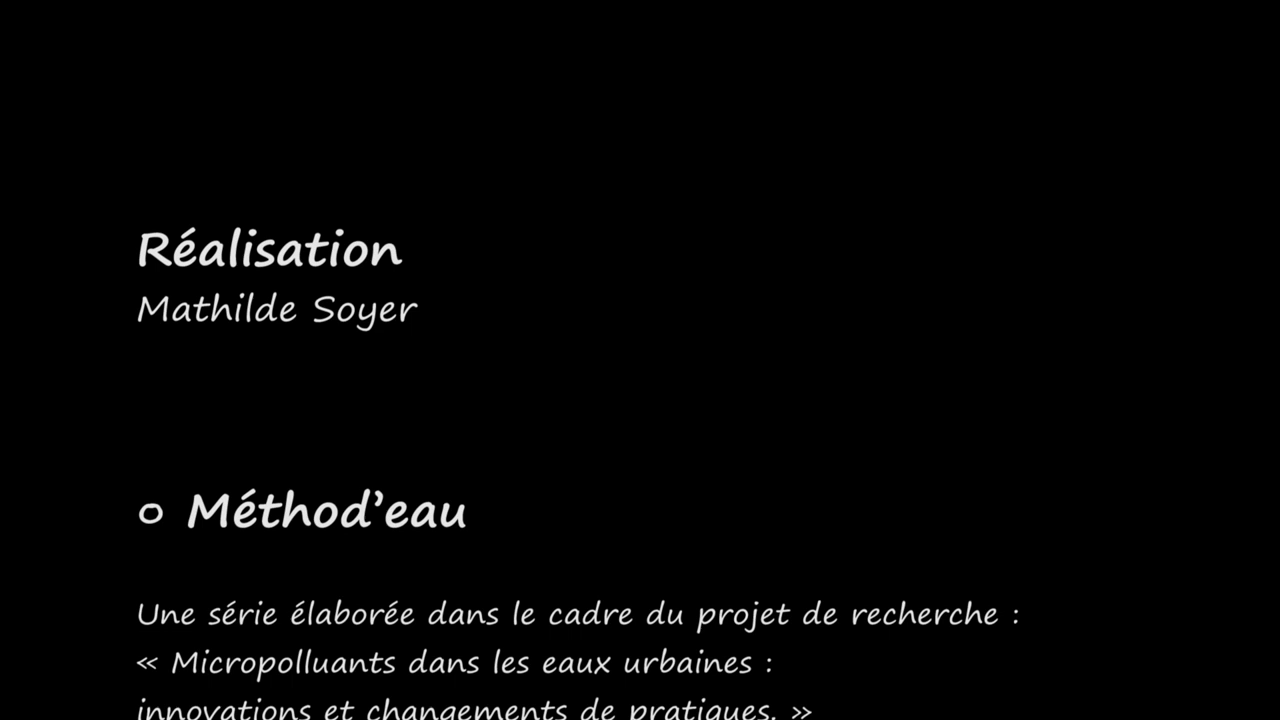 Réalisation
Mathilde Soyer
o Méthod’eau
Une série élaborée dans le cadre du projet de recherche :
« Micropolluants dans les eaux urbaines :
innovations et changements de pratiques. »